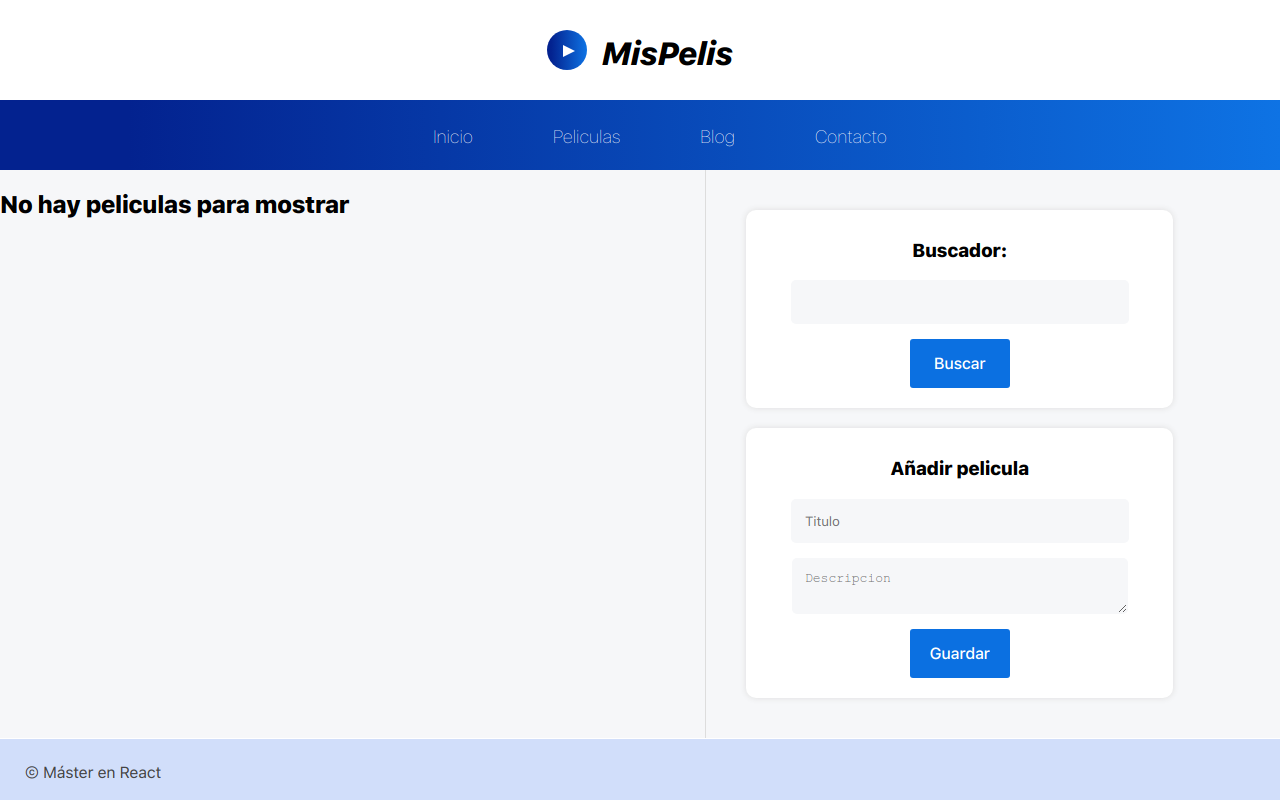 MisPelis
Inicio Peliculas Blog Contacto
No hay peliculas para mostrar
Buscador:
Buscar
Añadir pelicula
Titulo
Descripcion
Guardar
© Máster en React